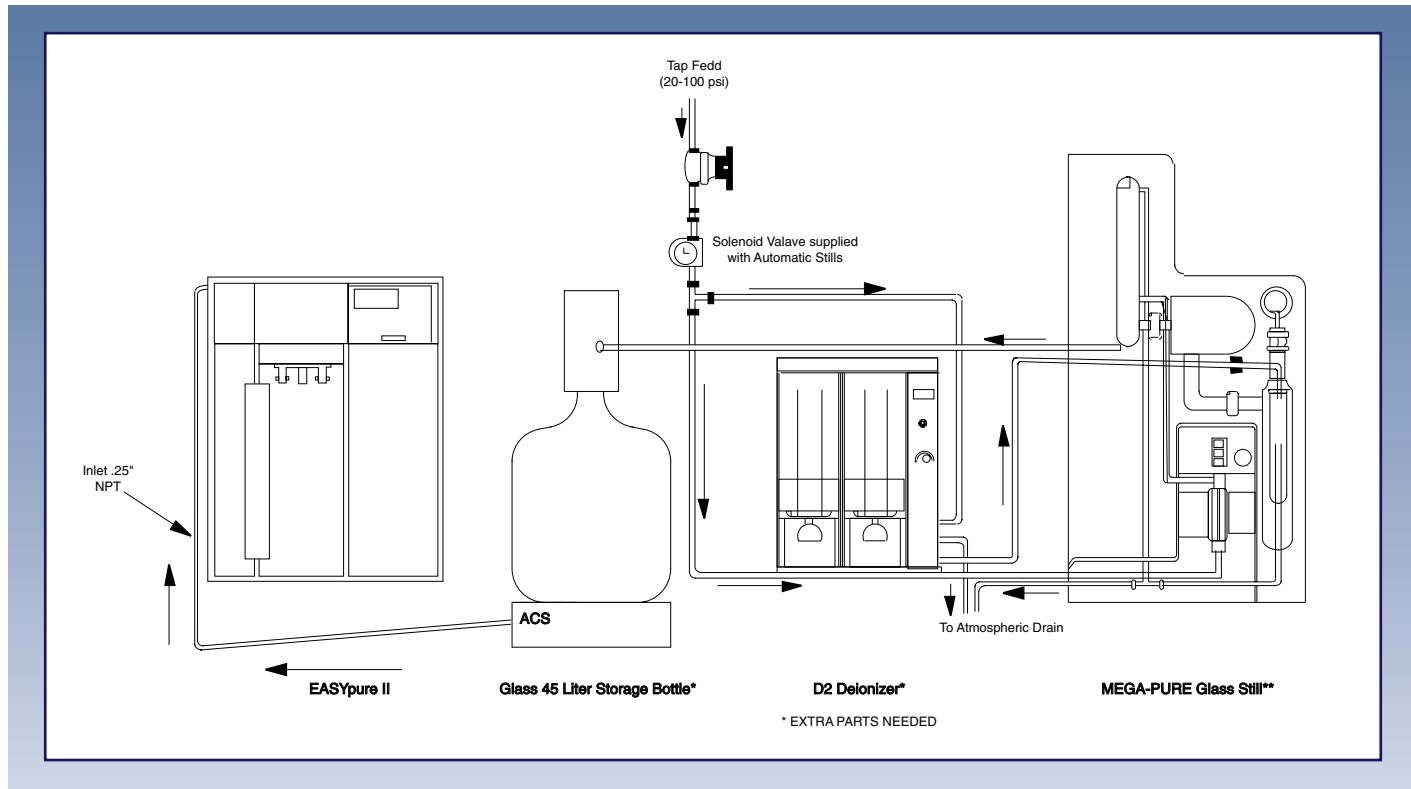 Tap Fedd
(20-100 psi)
Solenoid Valave supplied
with Automatic Stills
Inlet .25"
NPT
ACS
To Atmospheric Drain
EASYpure II
Glass 45 Liter Storage Bottle*
D2 Deionizer*
MEGA-PURE Glass Still**
* EXTRA PARTS NEEDED